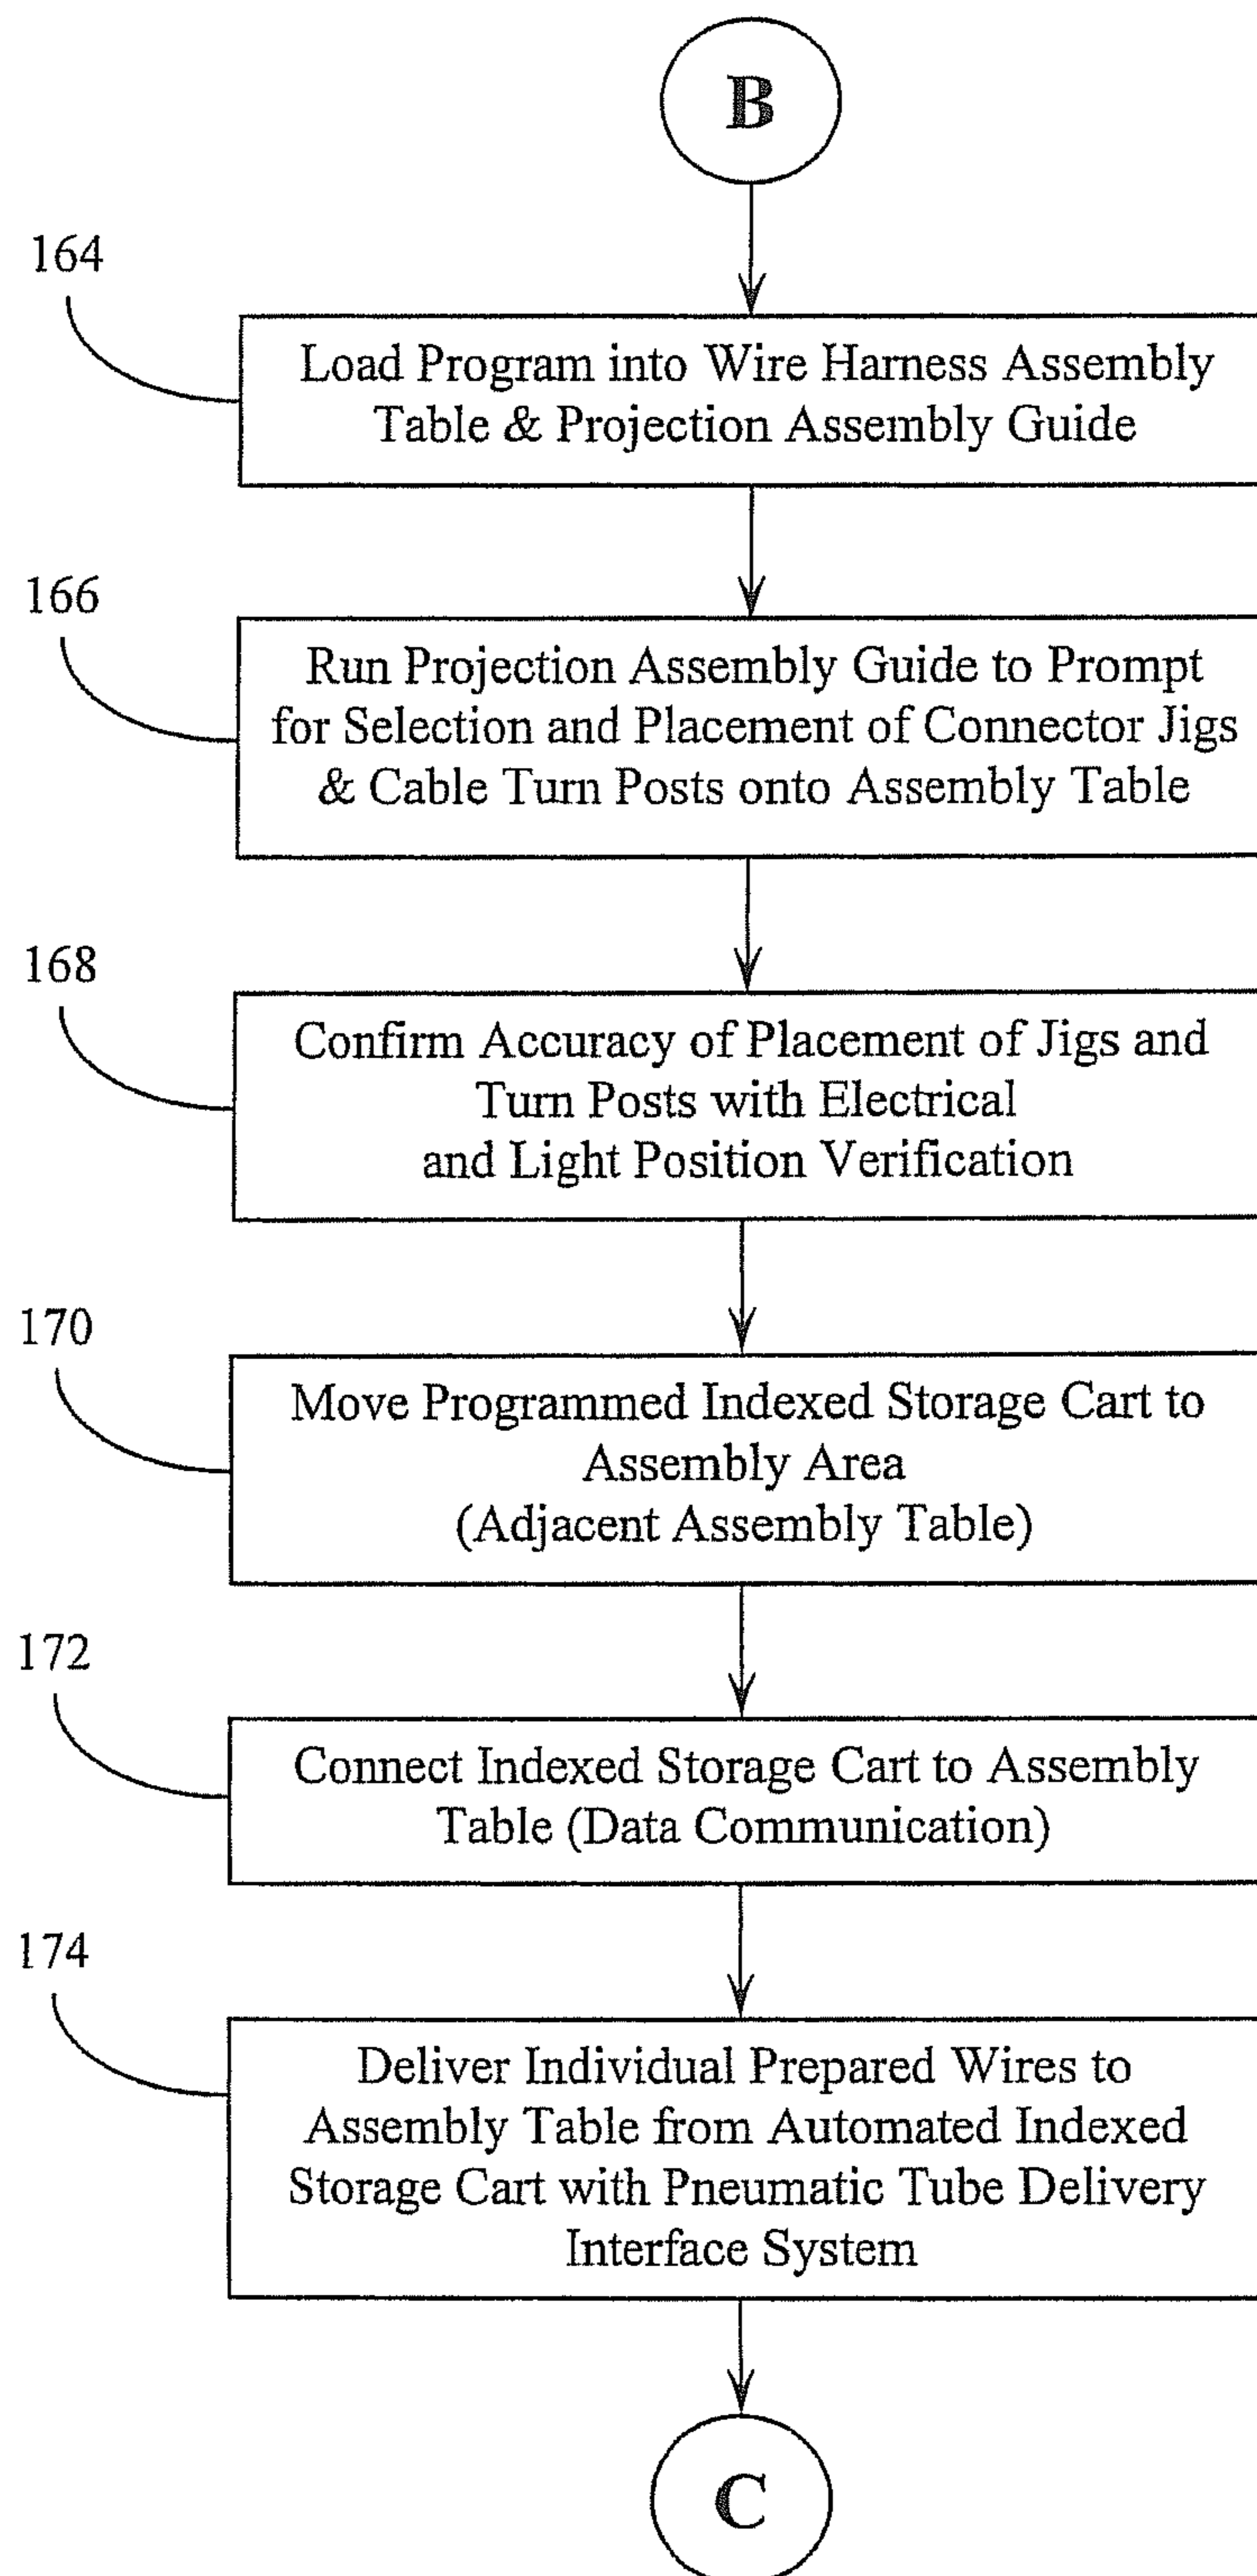 B
164
Load Program into Wire Harness Assembly
Table & Projection Assembly Guide
166
Run Projection Assembly Guide to Prompt
for Selection and Placement of Connector Jigs
& Cable Turn Posts onto Assembly Table
168
Confirm Accuracy of Placement of Jigs and
Turn Posts with Electrical
and Light Position Verification
170
Move Programmed Indexed Storage Cart to
Assembly Area
(Adjacent Assembly Table)
172
Connect Indexed Storage Cart to Assembly
Table (Data Communication)
174
Deliver Individual Prepared Wires to
Assembly Table from Automated Indexed
Storage Cart with Pneumatic Tube Delivery
Interface System
C